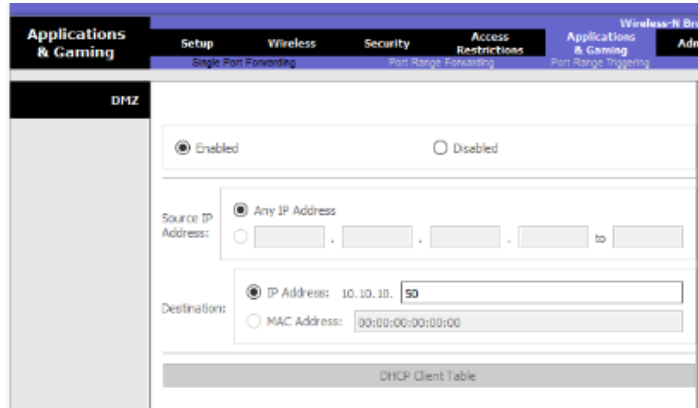 Wireless-N Bro
Applications
& Gaming
Setup Wireless Security Access
Restrictions Applications
& Gaming Adm
Single Port Forwarding Port Range Forwarding Port Range Triggering
DMZ
Enabled Disabled
Source IP
Address:
Any IP Address
. . . to
Destination:
IP Address: 10.10.10. 50
MAC Address: 00:00:00:00:00:00
DHCP Client Table